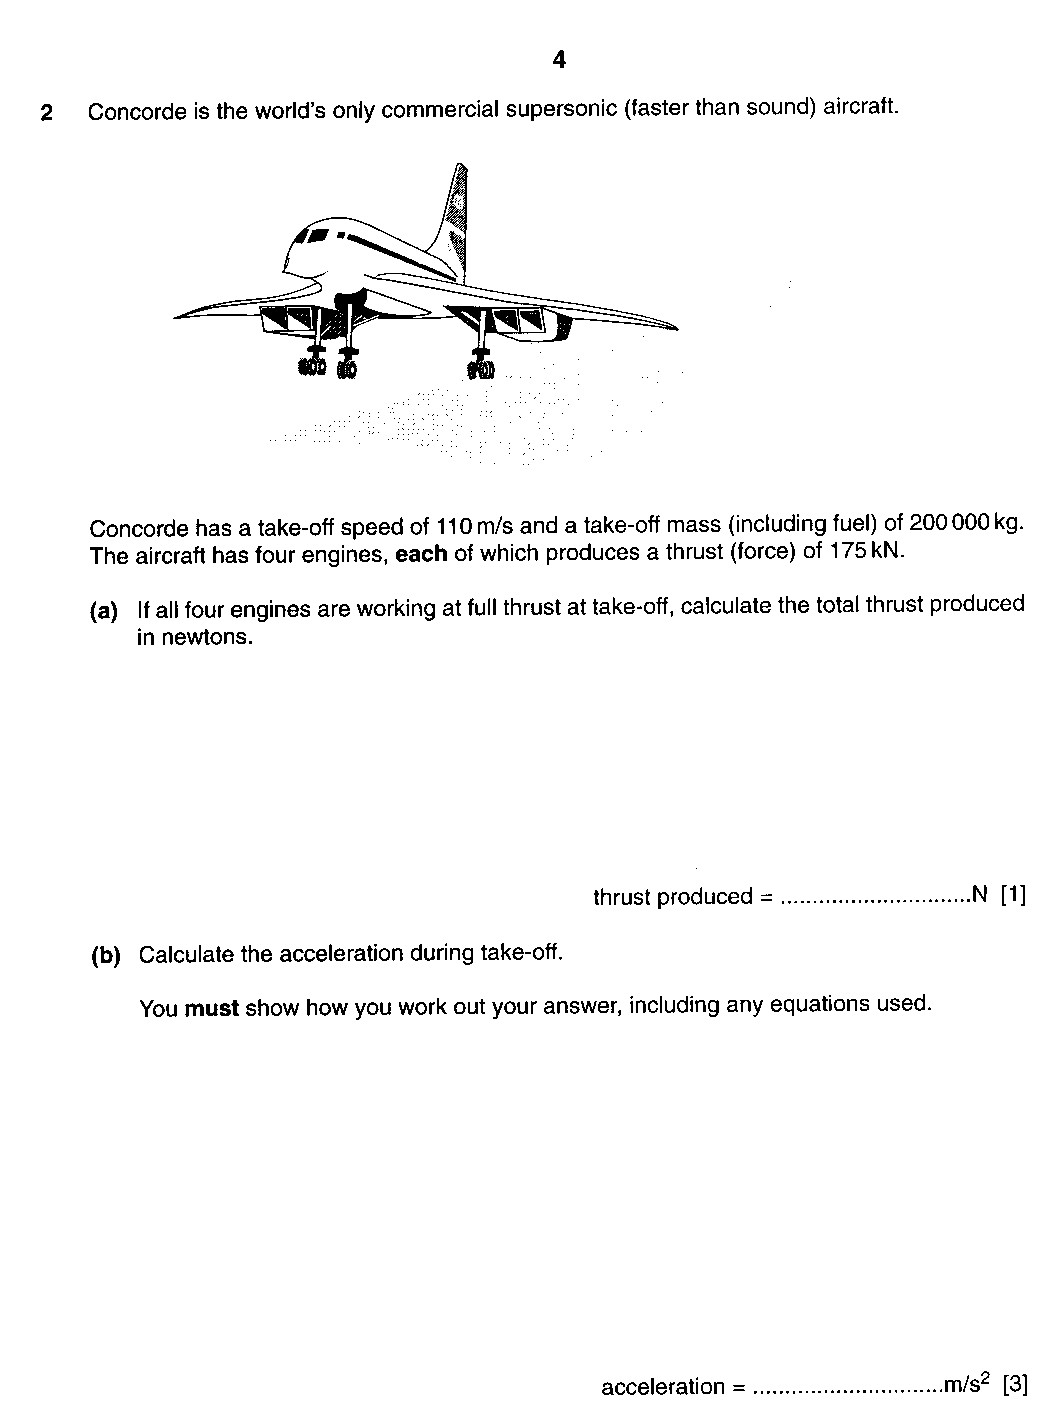 4
2 Concorde is the world's only commercial supersonic (faster than sound) aircraft.
Concorde has a take-off speed of 110 m/s and a take-off mass (including fuel) of 200 000 kg.
The aircraft has four engines, each of which produces a thrust (force) of 175 kN.
(a) If all four engines are working at full thrust at take-off, calculate the total thrust produced
in newtons.
thrust produced = ..............................N [1]
(b) Calculate the acceleration during take-off.
You must show how you work out your answer, including any equations used.
acceleration = ..............................m/s² [3]